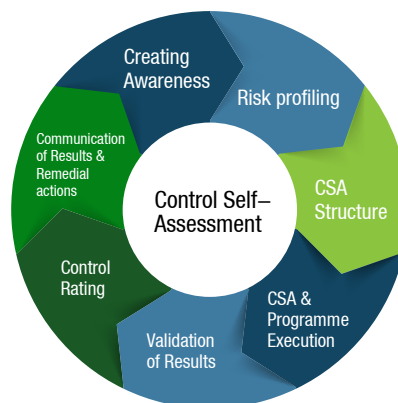 Creating
Awareness
Risk profiling
CSA
Structure
CSA &
Programme
Execution
Validation
of Results
Control
Rating
Communication
of Results &
Remedial
actions
Control Self–
Assessment